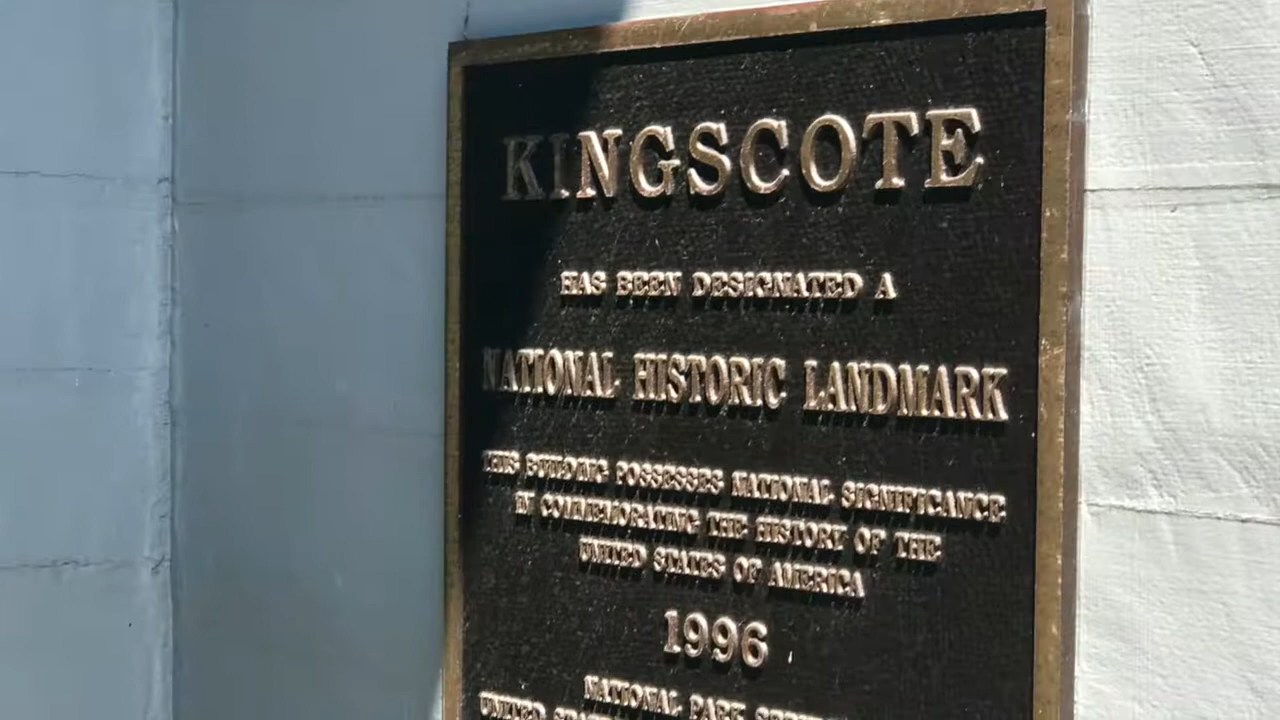 KINGSCOTE
HAS BEEN DESIGNATED A
NATIONAL HISTORIC LANDMARK
THIS BUILDING POSSESSES NATIONAL SIGNIFICANCE
IN COMMEMORATING THE HISTORY OF THE
UNITED STATES OF AMERICA
1996
NATIONAL PARK
UNITED